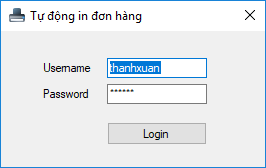 Tự động in đơn hàng
Username thanhxuan
Password ******
Login